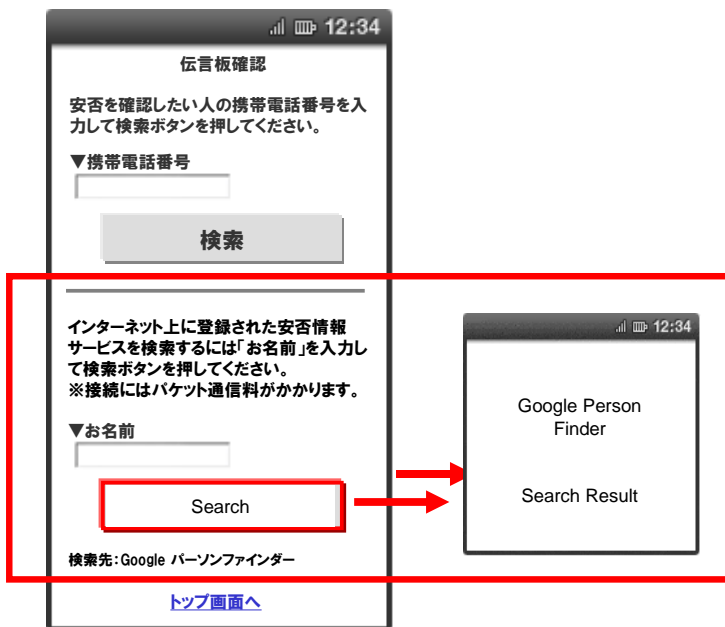 12:34
伝言板確認
安否を確認したい人の携帯電話番号を入
力して検索ボタンを押してください。
▼携帯電話番号
検索
インターネット上に登録された安否情報
サービスを検索するには「お名前」を入力し
て検索ボタンを押してください。
※接続にはパケット通信料がかかります。
▼お名前
Search
検索先：Google パーソンファインダー
トップ画面へ
12:34
Google Person
Finder
Search Result